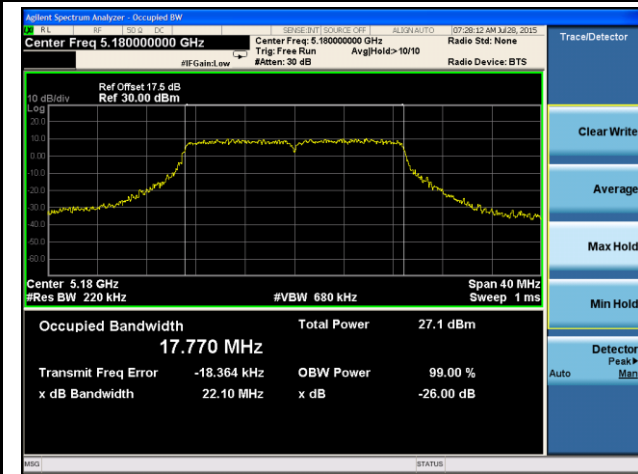 Agilent Spectrum Analyzer - Occupied BW
RL RF 50 Ω DC SENSE:INT SOURCE OFF ALIGN AUTO 07:28:12 AM Jul 28, 2015
Center Freq 5.180000000 GHz Center Freq: 5.180000000 GHz Radio Std: None Trace/Detector
Trig: Free Run Avg|Hold:>10/10
#IFGain:Low #Atten: 30 dB Radio Device: BTS
Ref Offset 17.5 dB
10 dB/div Ref 30.00 dBm
Log
20.0
10.0
0.00
-10.0
-20.0
-30.0
-40.0
-50.0
-60.0
Clear Write
Average
Max Hold
Min Hold
Detector
Peak▶
Auto Man
Center 5.18 GHz Span 40 MHz
#Res BW 220 kHz #VBW 680 kHz Sweep 1 ms
Occupied Bandwidth Total Power 27.1 dBm
17.770 MHz
Transmit Freq Error -18.364 kHz OBW Power 99.00 %
x dB Bandwidth 22.10 MHz x dB -26.00 dB
MSG STATUS